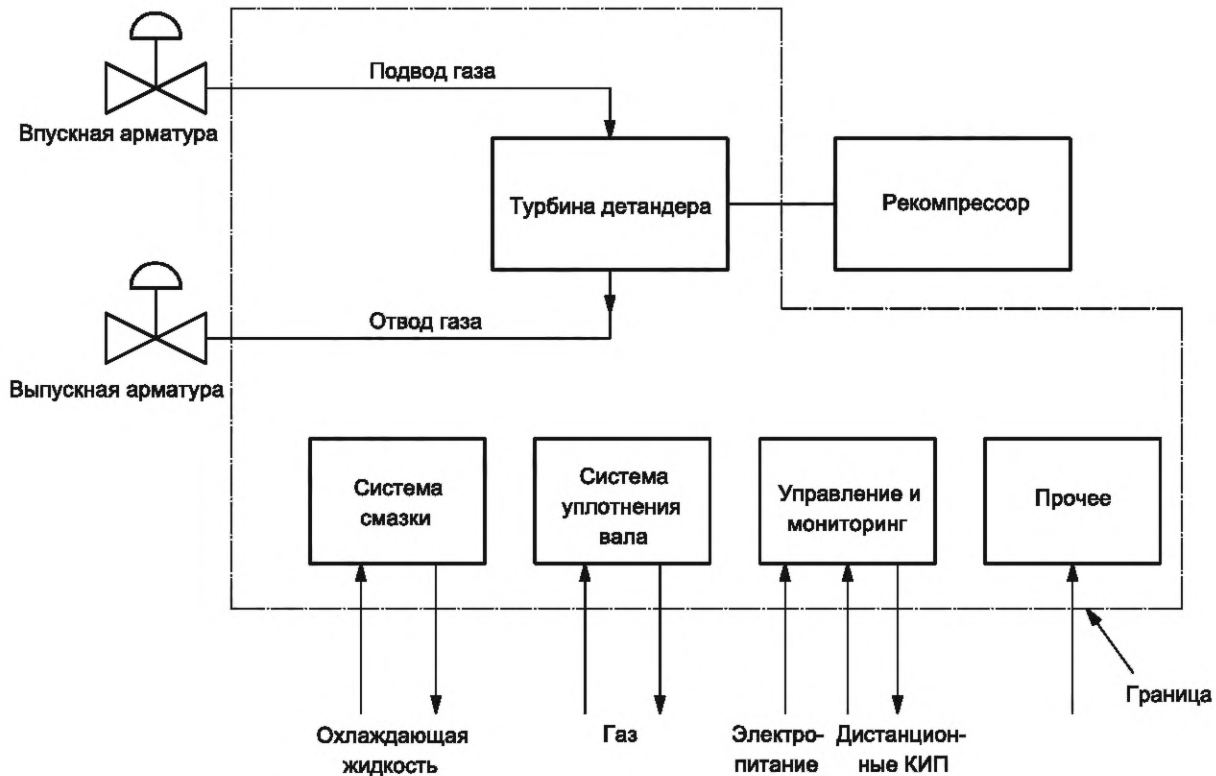 Подвод газа
Впускная арматура
Турбина детандера
Рекомпрессор
Отвод газа
Выпускная арматура
Система
смазки
Система
уплотнения
вала
Управление и
мониторинг
Прочее
Граница
Охлаждающая
жидкость
Газ
Электро-
питание
Дистанцион-
ные КИП